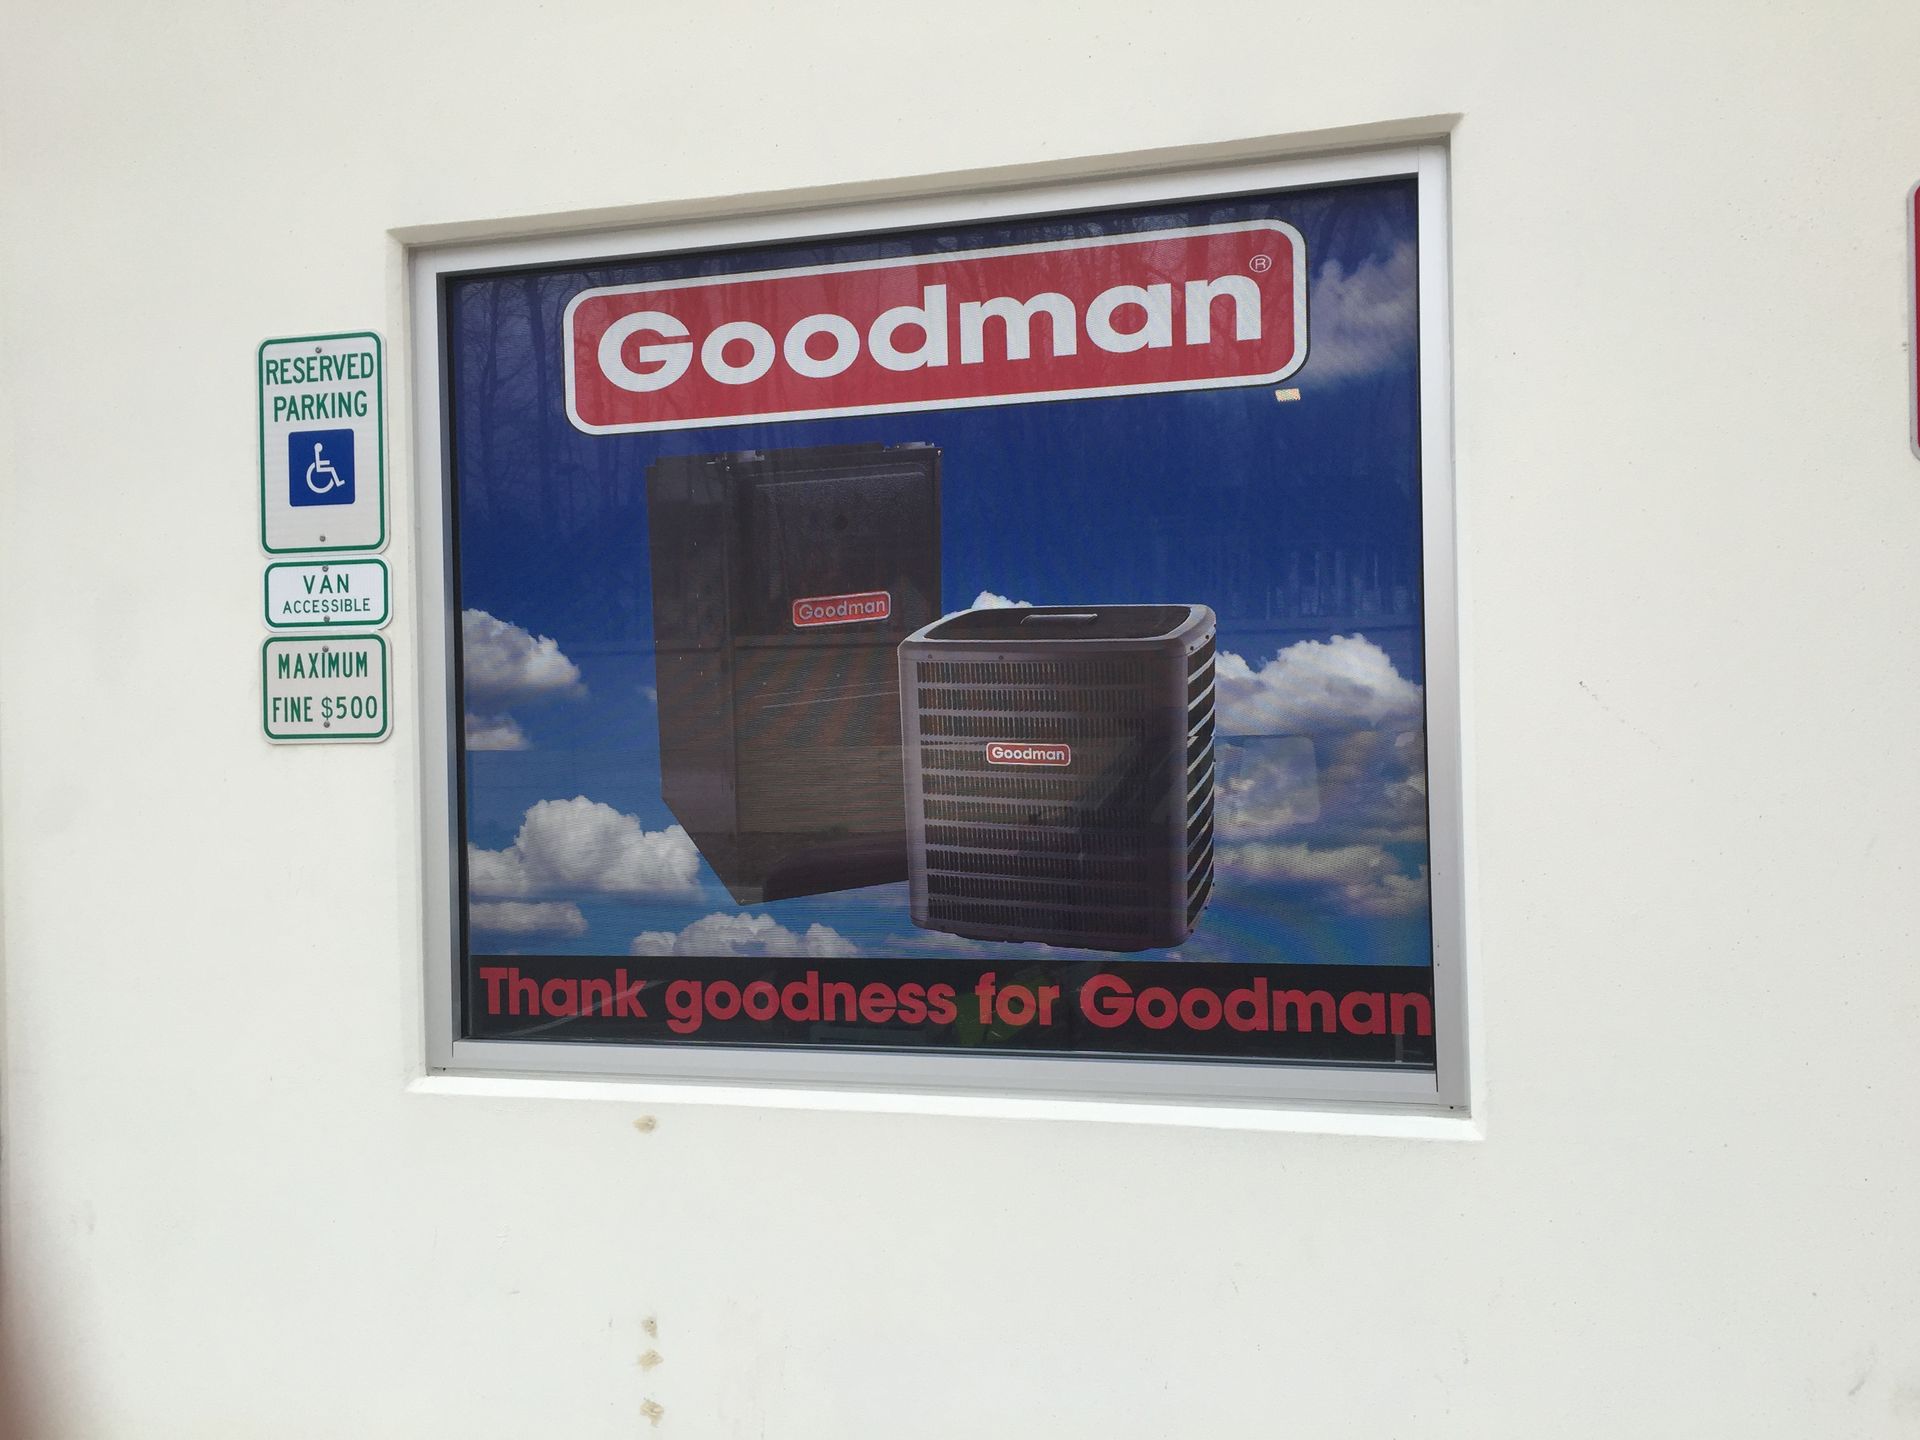 RESERVED
PARKING
VAN
ACCESSIBLE
MAXIMUM
FINE $500
Goodman®
Goodman
Goodman
Thank goodness for Goodman